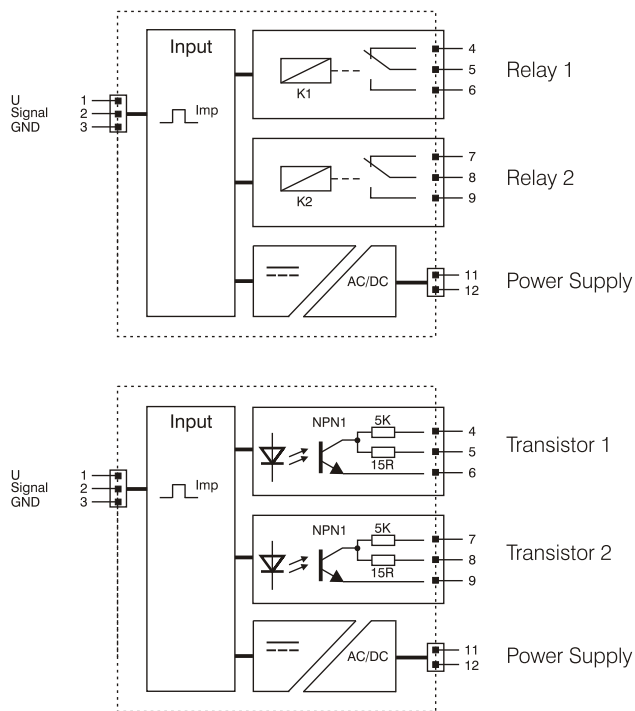 Input
U 1
Signal 2
GND 3
Imp
K1
4
5
6
Relay 1
K2
7
8
9
Relay 2
AC/DC
11
12
Power Supply
Input
U 1
Signal 2
GND 3
Imp
NPN1
5K
15R
4
5
6
Transistor 1
NPN1
5K
15R
7
8
9
Transistor 2
AC/DC
11
12
Power Supply